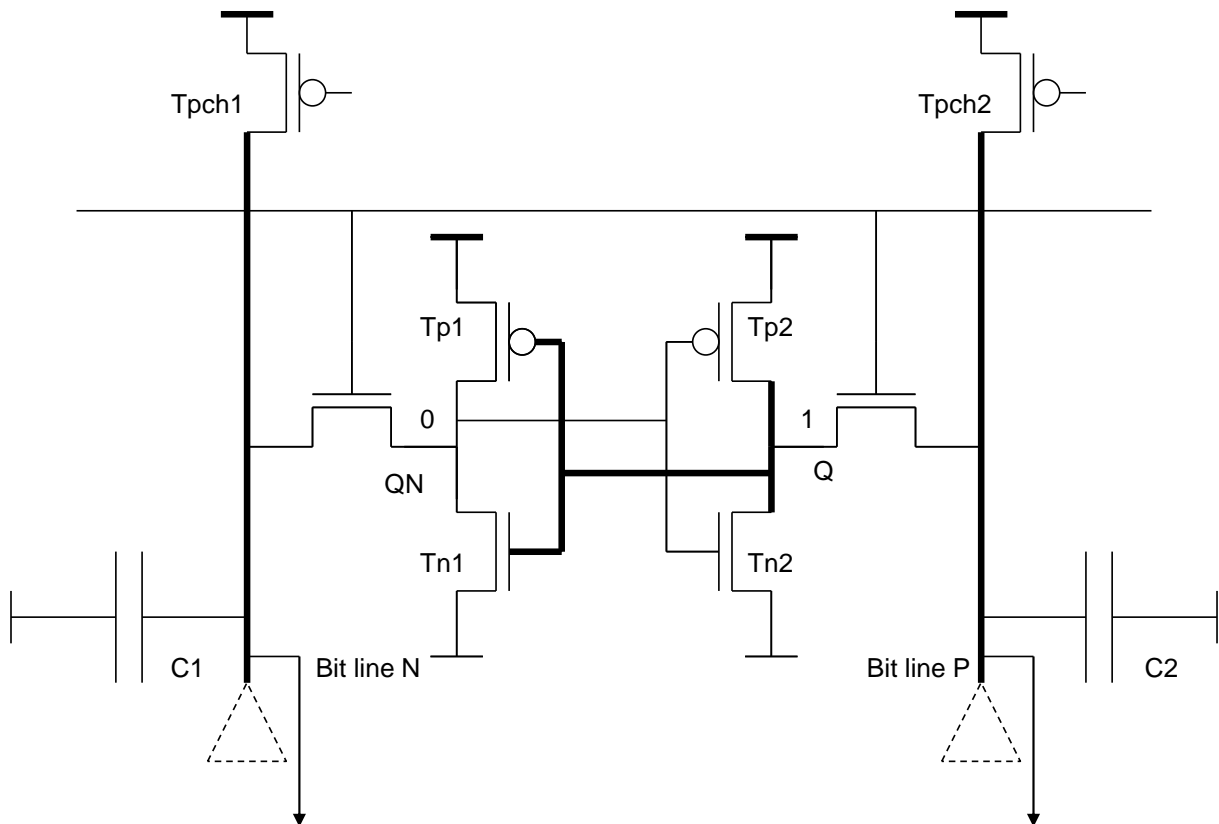 Tpch1
Tpch2
Tp1
Tp2
0
1
QN
Q
Tn1
Tn2
C1
Bit line N
Bit line P
C2